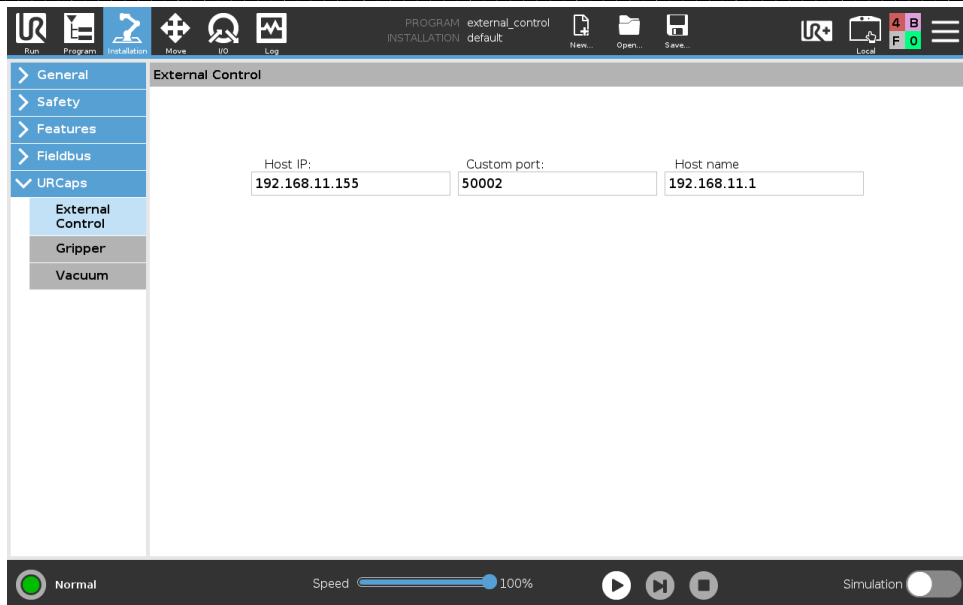 PROGRAM external_control
INSTALLATION default
UR+
4 B
F 0
Run Program Installation Move I/O Log New... Open... Save... Local
General
External Control
Safety
Features
Fieldbus
URCaps
Host IP: Custom port: Host name
192.168.11.155 50002 192.168.11.1
External
Control
Gripper
Vacuum
Normal Speed 100% Simulation